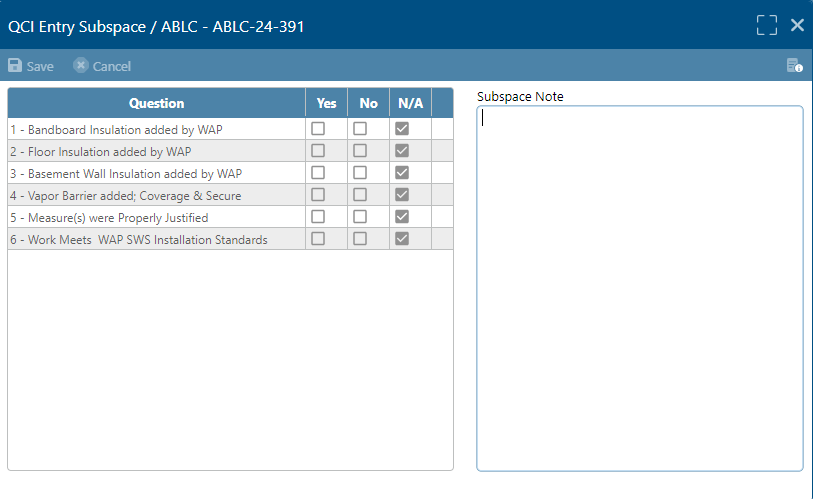 QCI Entry Subspace / ABLC - ABLC-24-391
Save Cancel
Question Yes No N/A
1 - Bandboard Insulation added by WAP
2 - Floor Insulation added by WAP
3 - Basement Wall Insulation added by WAP
4 - Vapor Barrier added; Coverage & Secure
5 - Measure(s) were Properly Justified
6 - Work Meets  WAP SWS Installation Standards
Subspace Note